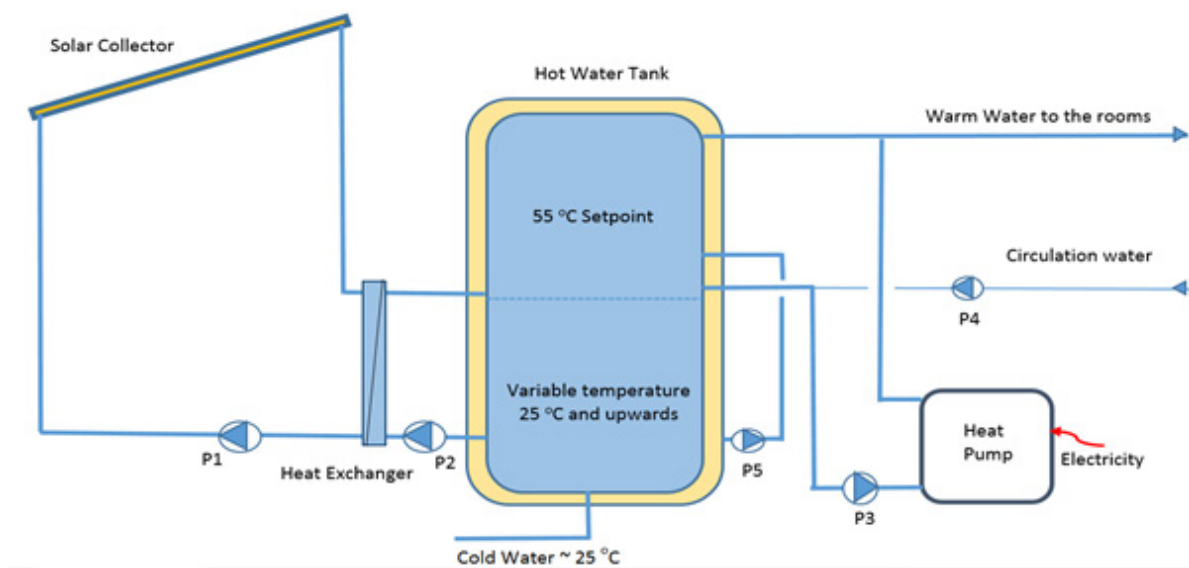 Solar Collector
Hot Water Tank
Warm Water to the rooms
55 °C Setpoint
Circulation water
P4
Variable temperature
25 °C and upwards
P1
Heat Exchanger
P2
P5
Heat
Pump
Electricity
P3
Cold Water ~ 25 °C